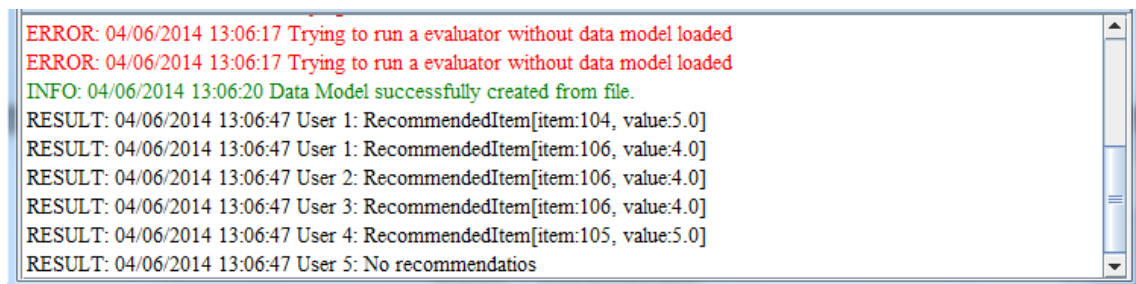 ERROR: 04/06/2014 13:06:17 Trying to run a evaluator without data model loaded
ERROR: 04/06/2014 13:06:17 Trying to run a evaluator without data model loaded
INFO: 04/06/2014 13:06:20 Data Model successfully created from file.
RESULT: 04/06/2014 13:06:47 User 1: RecommendedItem[item:104, value:5.0]
RESULT: 04/06/2014 13:06:47 User 1: RecommendedItem[item:106, value:4.0]
RESULT: 04/06/2014 13:06:47 User 2: RecommendedItem[item:106, value:4.0]
RESULT: 04/06/2014 13:06:47 User 3: RecommendedItem[item:106, value:4.0]
RESULT: 04/06/2014 13:06:47 User 4: RecommendedItem[item:105, value:5.0]
RESULT: 04/06/2014 13:06:47 User 5: No recommendatios